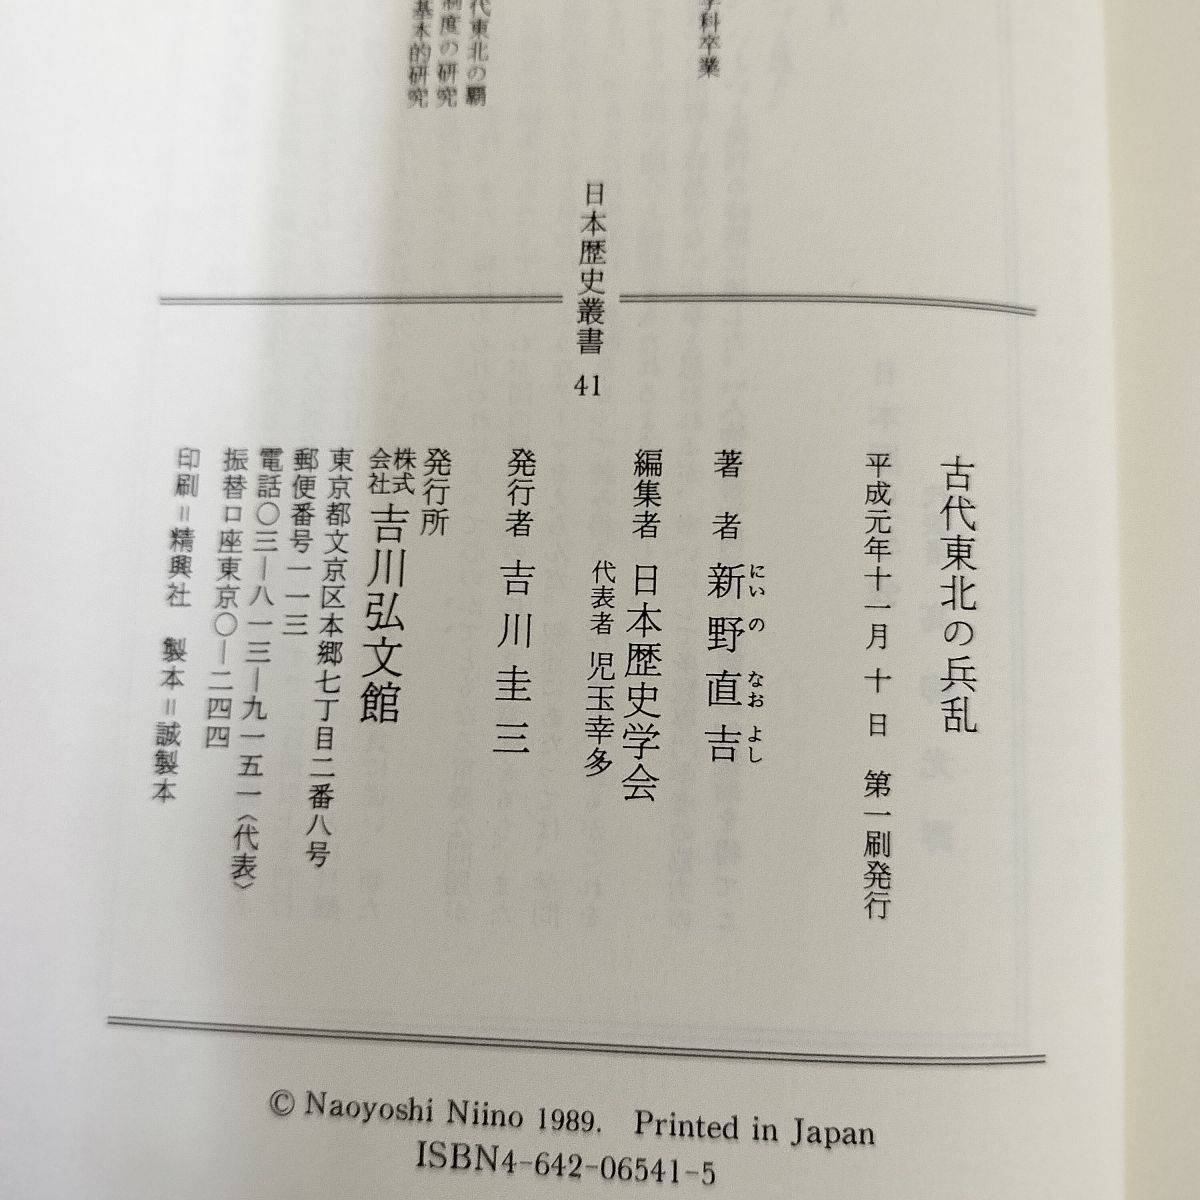 学科卒業
代東北の覇
制度の研究
基本的研究
日本歴史叢書 41
古代東北の兵乱
平成元年十一月十日 第一刷発行
著者 新野直吉
にいの なおよし
編集者 日本歴史学会
代表者 児玉幸多
発行者 吉川圭三
発行所
株式会社 吉川弘文館
東京都文京区本郷七丁目二番八号
郵便番号一一三
電話〇三―八一三―九一五一〈代表〉
振替口座東京〇―二四四
印刷=精興社 製本=誠製本
© Naoyoshi Niino 1989. Printed in Japan
ISBN4-642-06541-5